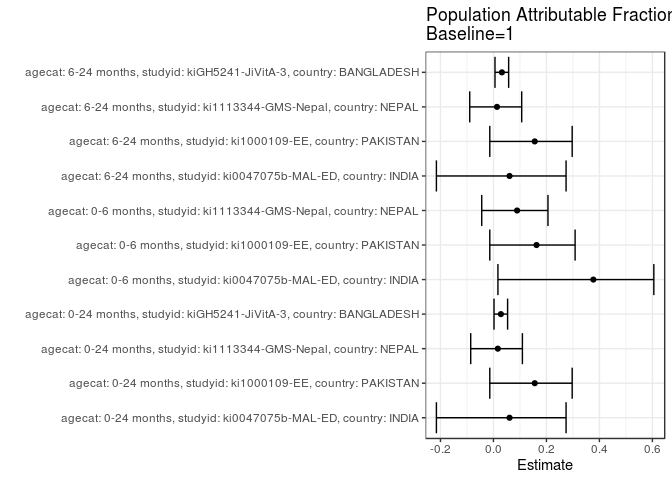 Population Attributable Fraction
Baseline=1
agecat: 6-24 months, studyid: kiGH5241-JiVitA-3, country: BANGLADESH
agecat: 6-24 months, studyid: ki1113344-GMS-Nepal, country: NEPAL
agecat: 6-24 months, studyid: ki1000109-EE, country: PAKISTAN
agecat: 6-24 months, studyid: ki0047075b-MAL-ED, country: INDIA
agecat: 0-6 months, studyid: ki1113344-GMS-Nepal, country: NEPAL
agecat: 0-6 months, studyid: ki1000109-EE, country: PAKISTAN
agecat: 0-6 months, studyid: ki0047075b-MAL-ED, country: INDIA
agecat: 0-24 months, studyid: kiGH5241-JiVitA-3, country: BANGLADESH
agecat: 0-24 months, studyid: ki1113344-GMS-Nepal, country: NEPAL
agecat: 0-24 months, studyid: ki1000109-EE, country: PAKISTAN
agecat: 0-24 months, studyid: ki0047075b-MAL-ED, country: INDIA
-0.2 0.0 0.2 0.4 0.6
Estimate